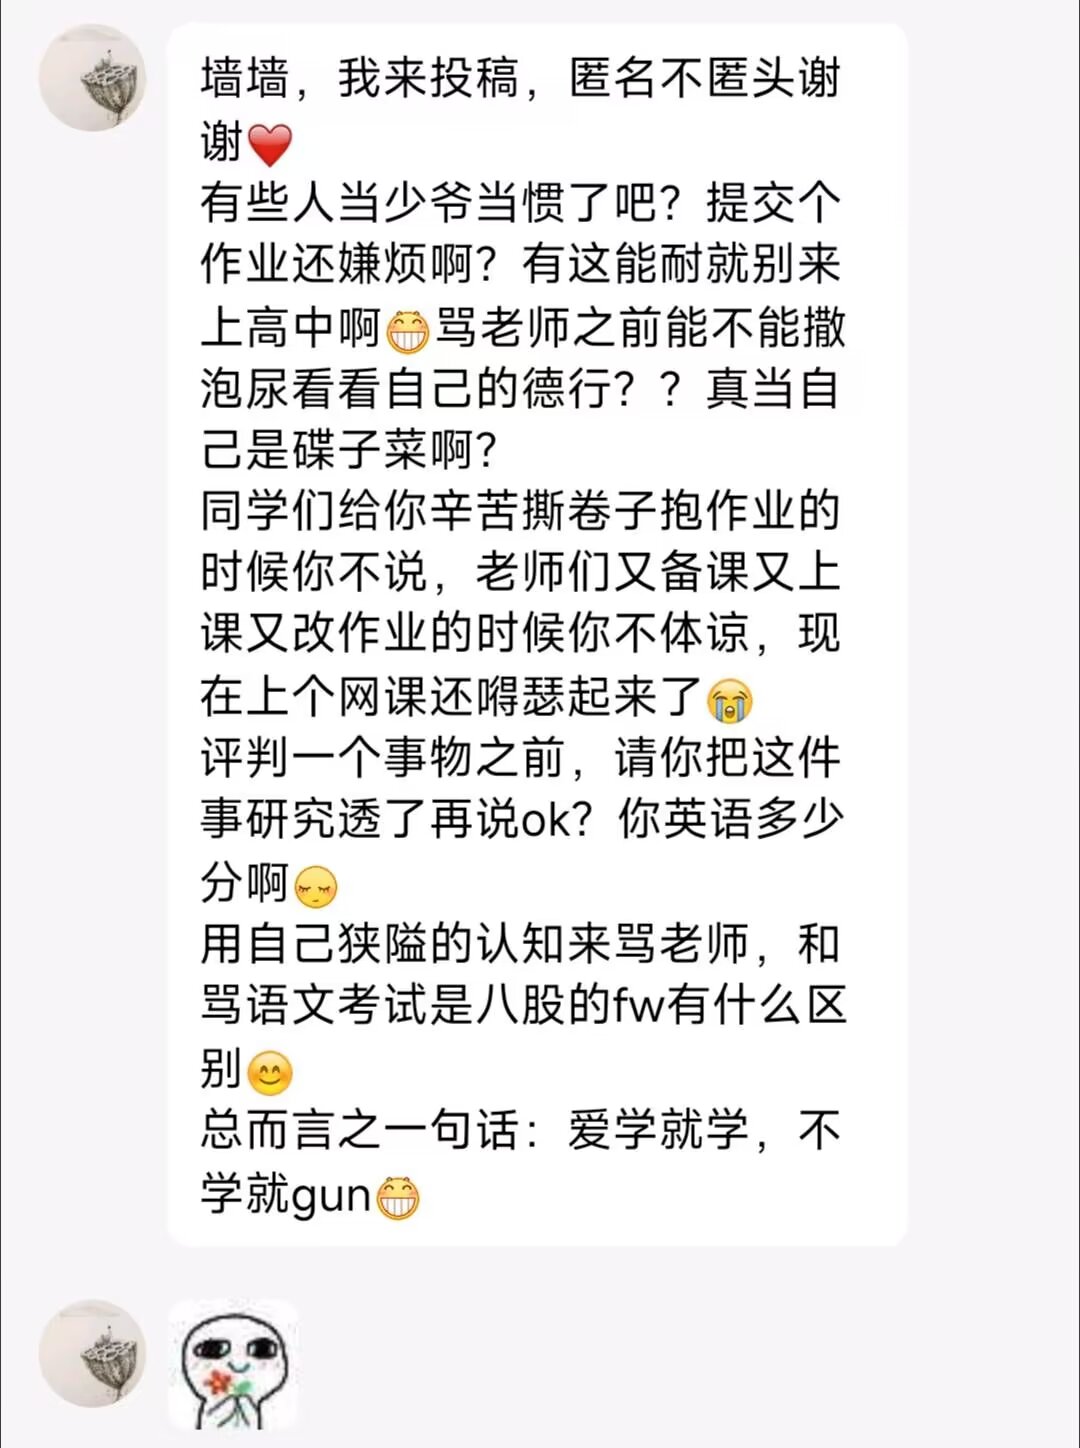 墙墙，我来投稿，匿名不匿头谢
谢❤️
有些人当少爷当惯了吧？提交个
作业还嫌烦啊？有这能耐就别来
上高中啊😁骂老师之前能不能撒
泡尿看看自己的德行？？真当自
己是碟子菜啊？
同学们给你辛苦撕卷子抱作业的
时候你不说，老师们又备课又上
课又改作业的时候你不体谅，现
在上个网课还嘚瑟起来了😭
评判一个事物之前，请你把这件
事研究透了再说ok？你英语多少
分啊😔
用自己狭隘的认知来骂老师，和
骂语文考试是八股的fw有什么区
别😊
总而言之一句话：爱学就学，不
学就gun😁